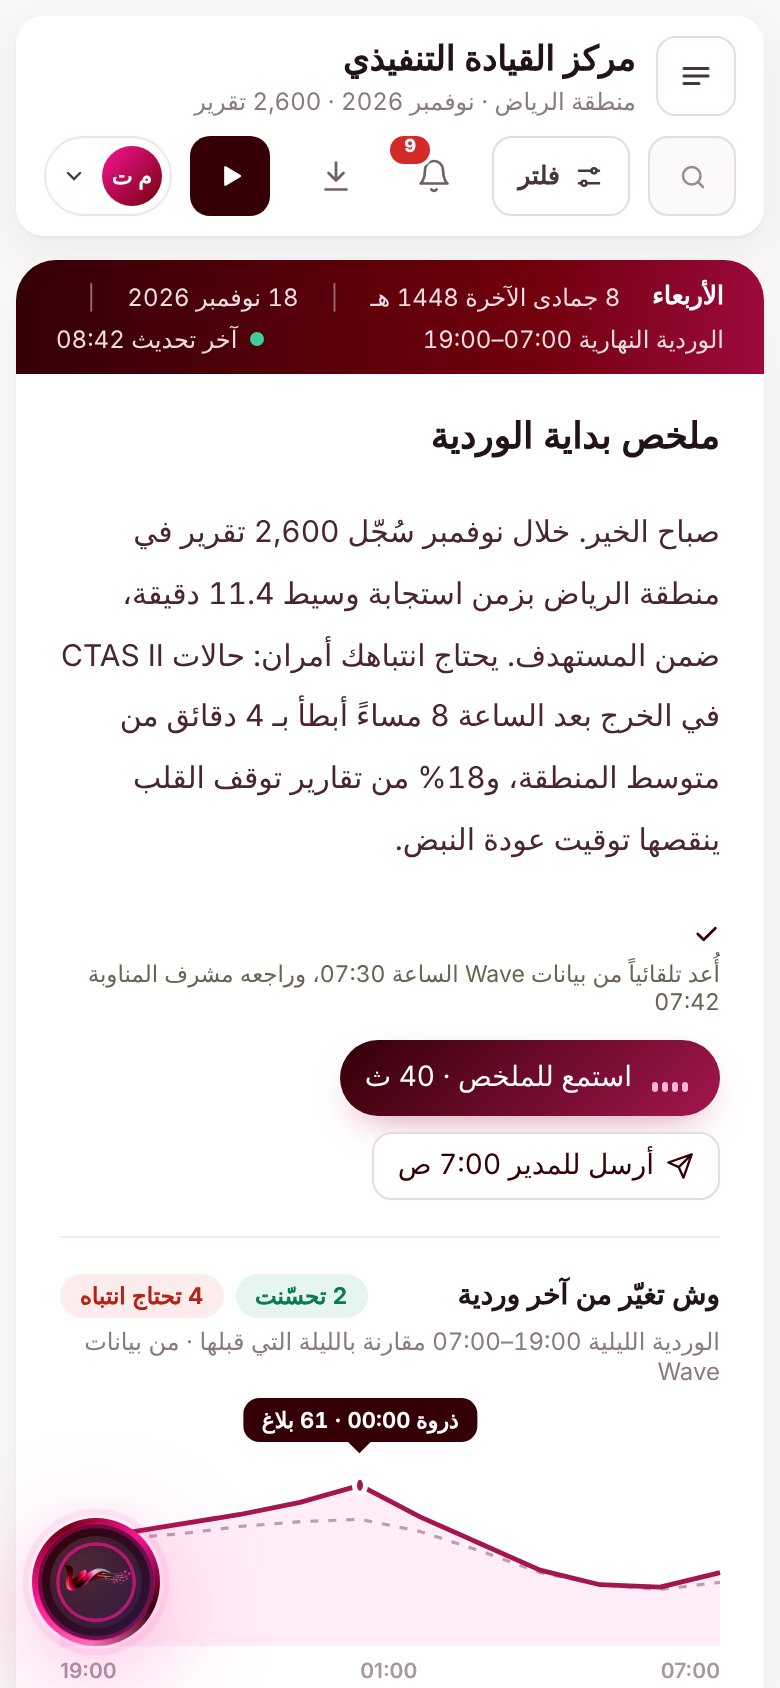 مركز القيادة التنفيذي
منطقة الرياض · نوفمبر 2026 · 2,600 تقرير
فلتر
9
م ت
الأربعاء
8 جمادى الآخرة 1448 هـ
18 نوفمبر 2026
الوردية النهارية 07:00–19:00
آخر تحديث 08:42
ملخص بداية الوردية
صباح الخير. خلال نوفمبر سُجّل 2,600 تقرير في
منطقة الرياض بزمن استجابة وسيط 11.4 دقيقة،
ضمن المستهدف. يحتاج انتباهك أمران: حالات CTAS II
في الخرج بعد الساعة 8 مساءً أبطأ بـ 4 دقائق من
متوسط المنطقة، و18% من تقارير توقف القلب
ينقصها توقيت عودة النبض.
أُعد تلقائياً من بيانات Wave الساعة 07:30، وراجعه مشرف المناوبة
07:42
استمع للملخص · 40 ث
أرسل للمدير 7:00 ص
وش تغيّر من آخر وردية
2 تحسّنت
4 تحتاج انتباه
الوردية الليلية 19:00–07:00 مقارنة بالليلة التي قبلها · من بيانات
Wave
ذروة 00:00 · 61 بلاغ
19:00
01:00
07:00